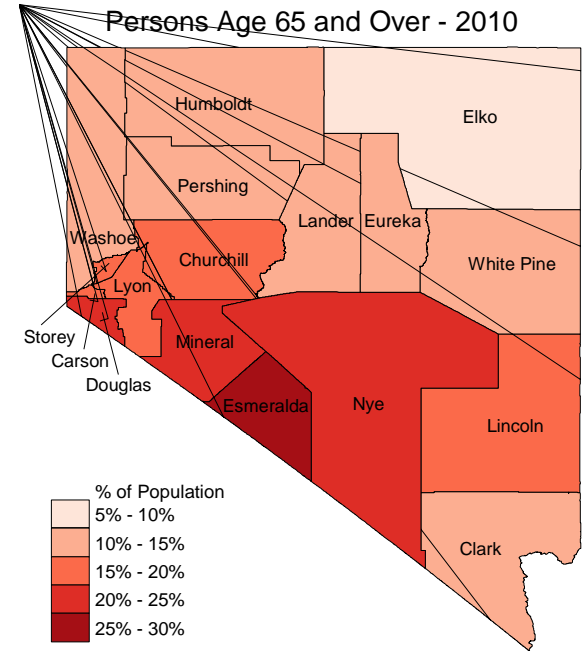 Persons Age 65 and Over - 2010
Humboldt
Elko
Pershing
Lander
Eureka
Washoe
Churchill
White Pine
Lyon
Storey
Carson
Douglas
Mineral
Esmeralda
Nye
Lincoln
Clark
% of Population
5% - 10%
10% - 15%
15% - 20%
20% - 25%
25% - 30%